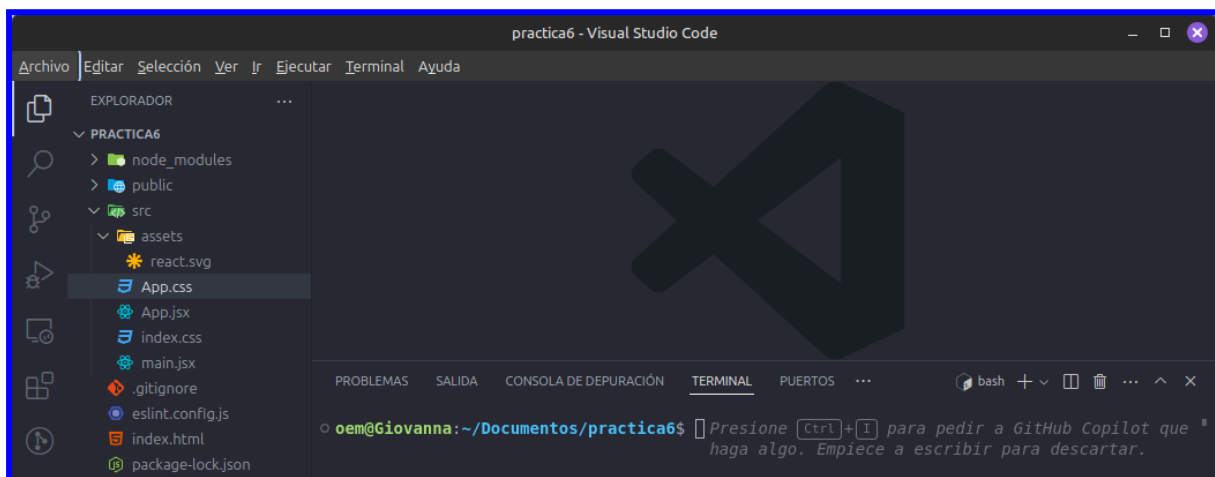 practica6 - Visual Studio Code
Archivo Editar Selección Ver Ir Ejecutar Terminal Ayuda
EXPLORADOR
PRACTICA6
node_modules
public
src
assets
react.svg
App.css
App.jsx
index.css
main.jsx
.gitignore
eslint.config.js
index.html
package-lock.json
PROBLEMAS SALIDA CONSOLA DE DEPURACIÓN TERMINAL PUERTOS ··· bash
oem@Giovanna:~/Documentos/practica6$ Presione Ctrl+I para pedir a GitHub Copilot que
haga algo. Empiece a escribir para descartar.